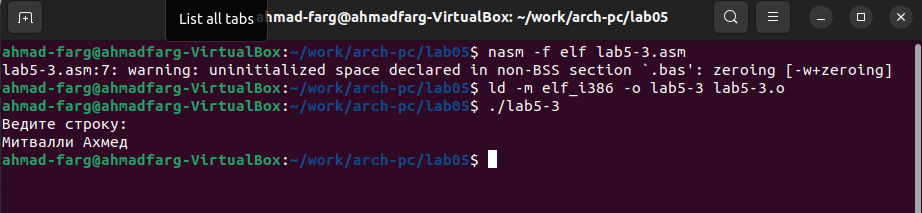 List all tabs
ahmad-farg@ahmadfarg-VirtualBox: ~/work/arch-pc/lab05
ahmad-farg@ahmadfarg-VirtualBox:~/work/arch-pc/lab05$ nasm -f elf lab5-3.asm
lab5-3.asm:7: warning: uninitialized space declared in non-BSS section `.bas': zeroing [-w+zeroing]
ahmad-farg@ahmadfarg-VirtualBox:~/work/arch-pc/lab05$ ld -m elf_i386 -o lab5-3 lab5-3.o
ahmad-farg@ahmadfarg-VirtualBox:~/work/arch-pc/lab05$ ./lab5-3
Ведите строку:
Митвалли Ахмед
ahmad-farg@ahmadfarg-VirtualBox:~/work/arch-pc/lab05$